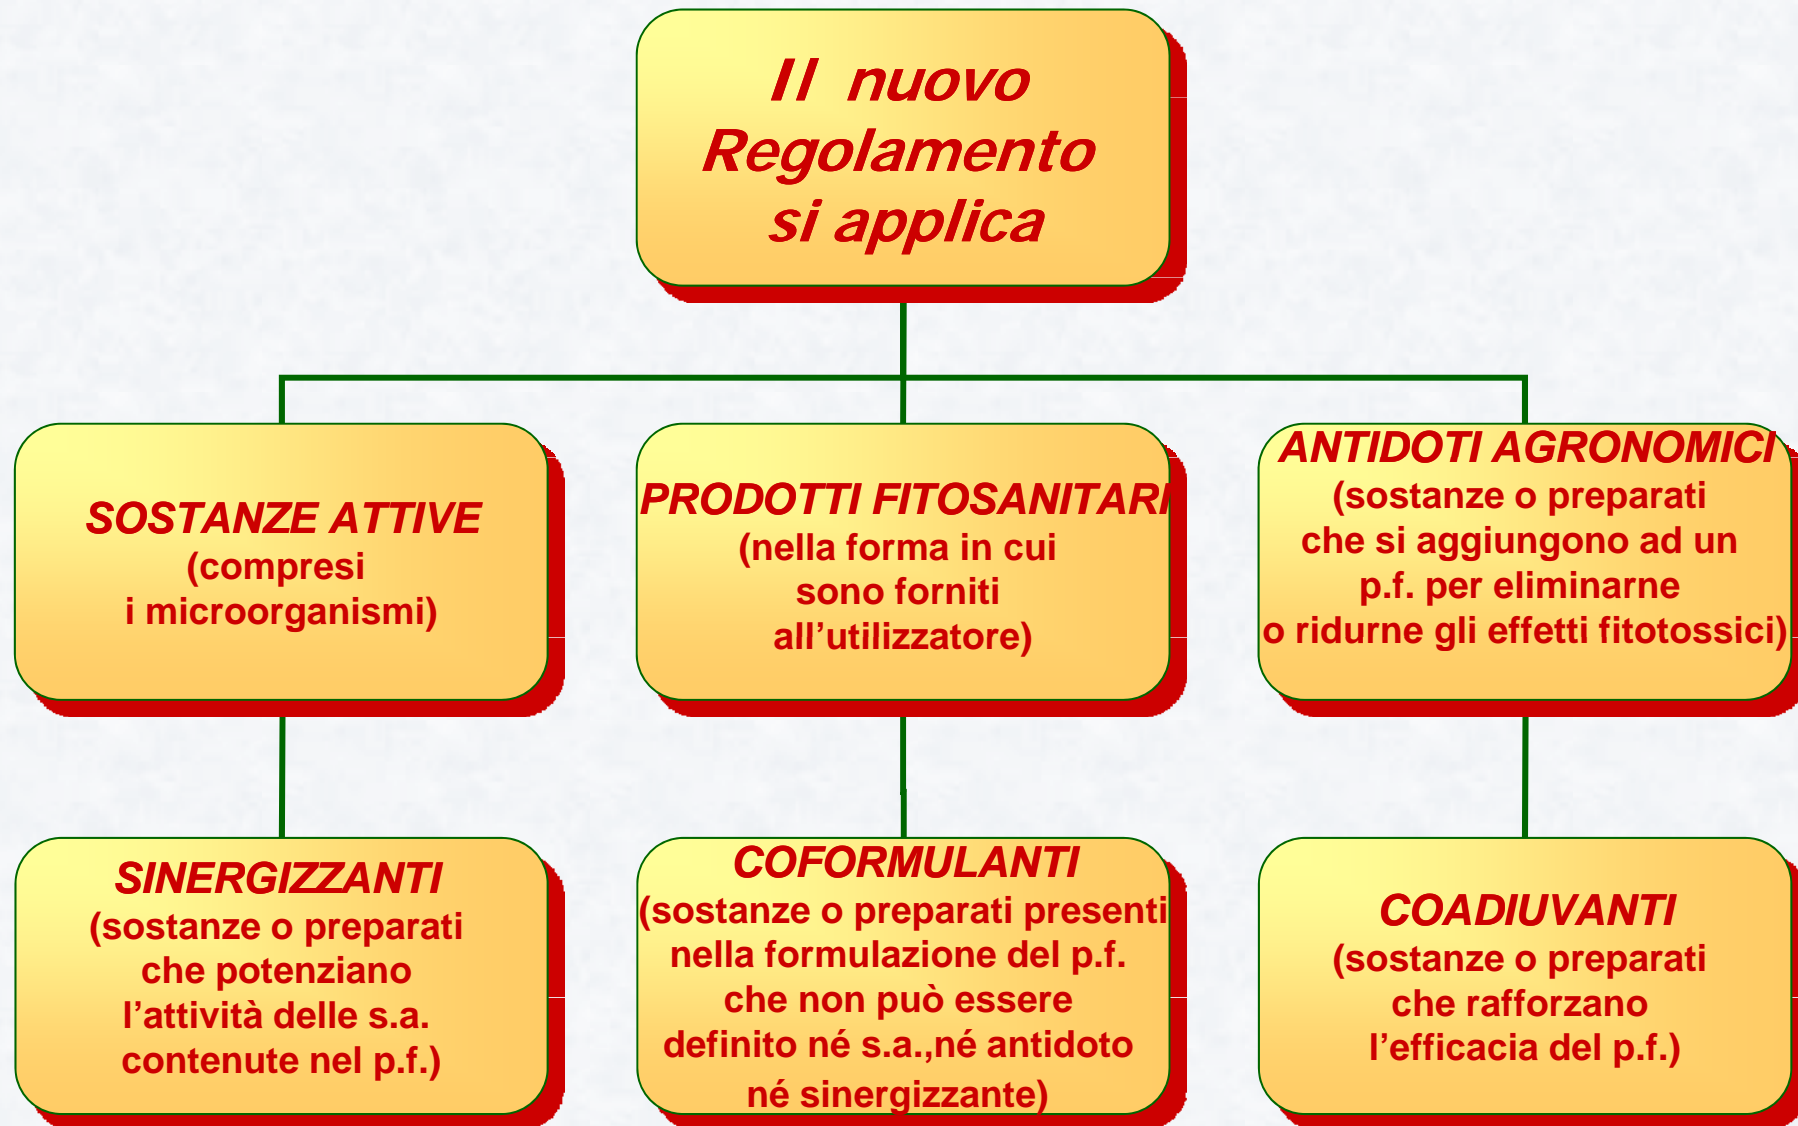 Il nuovo
Regolamento
si applica
SOSTANZE ATTIVE
(compresi
i microorganismi)
PRODOTTI FITOSANITARI
(nella forma in cui
sono forniti
all'utilizzatore)
ANTIDOTI AGRONOMICI
(sostanze o preparati
che si aggiungono ad un
p.f. per eliminarne
o ridurne gli effetti fitotossici)
SINERGIZZANTI
(sostanze o preparati
che potenziano
l'attività delle s.a.
contenute nel p.f.)
COFORMULANTI
(sostanze o preparati presenti
nella formulazione del p.f.
che non può essere
definito né s.a.,né antidoto
né sinergizzante)
COADIUVANTI
(sostanze o preparati
che rafforzano
l'efficacia del p.f.)